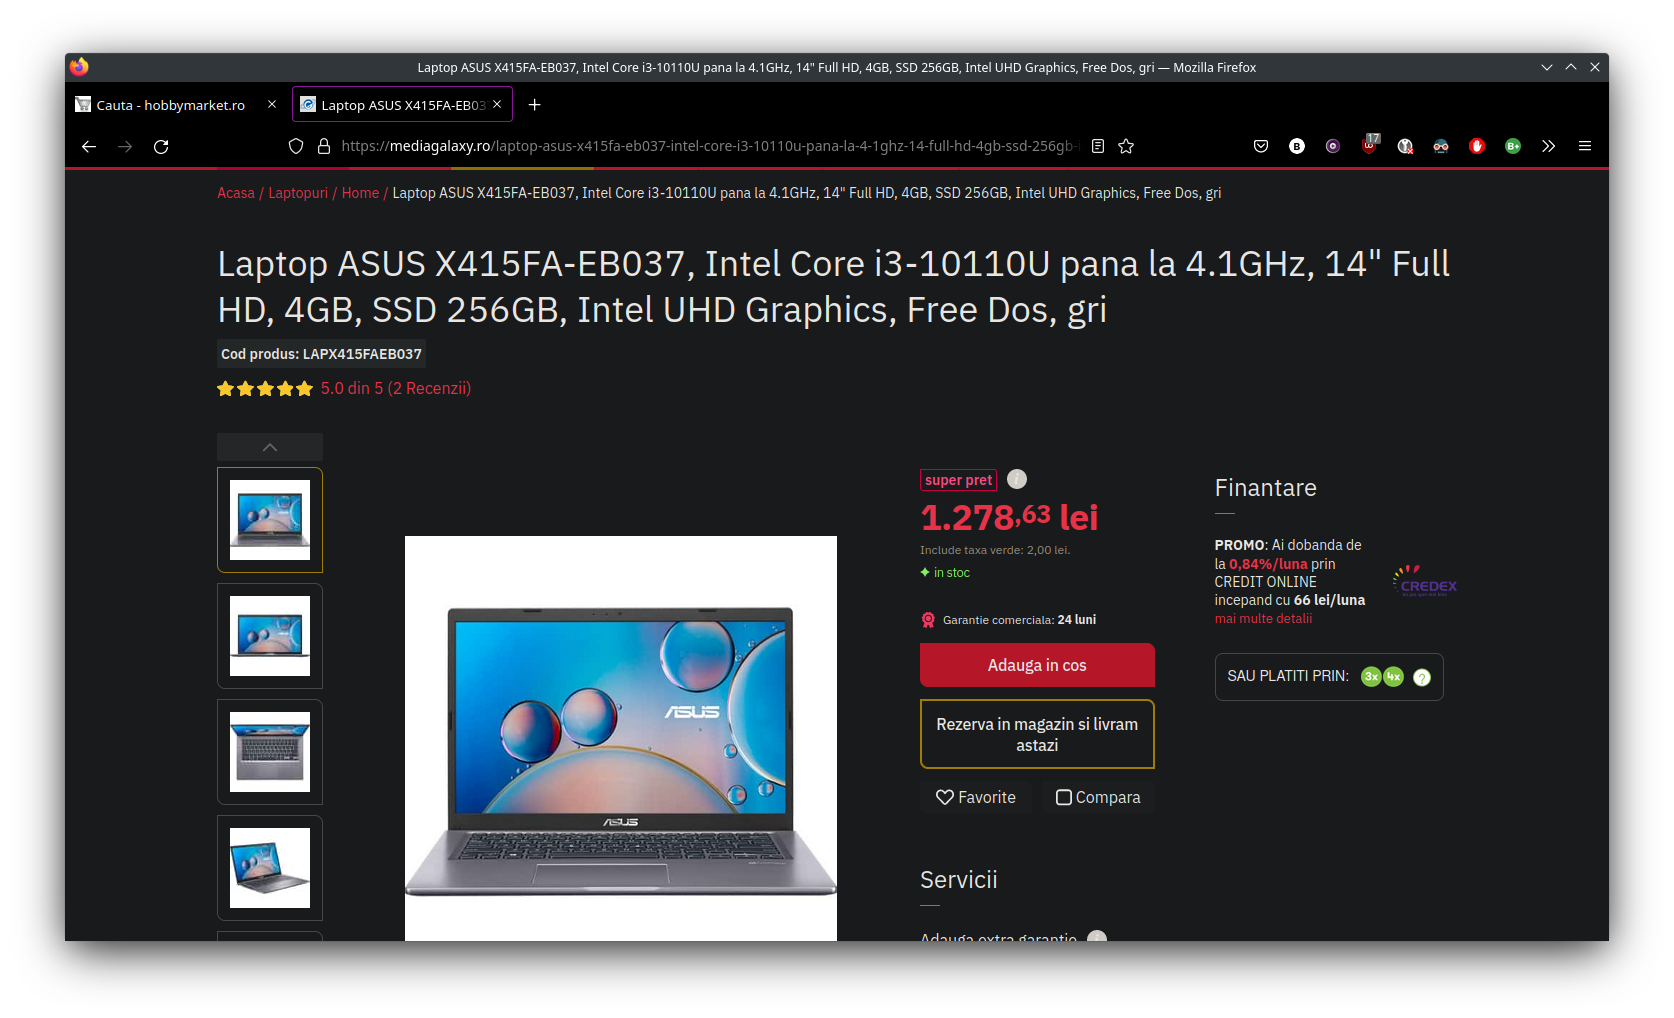 Laptop ASUS X415FA-EB037, Intel Core i3-10110U pana la 4.1GHz, 14" Full HD, 4GB, SSD 256GB, Intel UHD Graphics, Free Dos, gri — Mozilla Firefox
Cauta - hobbymarket.ro
Laptop ASUS X415FA-EB03
https://mediagalaxy.ro/laptop-asus-x415fa-eb037-intel-core-i3-10110u-pana-la-4-1ghz-14-full-hd-4gb-ssd-256gb-
17
B
B+
Acasa / Laptopuri / Home / Laptop ASUS X415FA-EB037, Intel Core i3-10110U pana la 4.1GHz, 14" Full HD, 4GB, SSD 256GB, Intel UHD Graphics, Free Dos, gri
Laptop ASUS X415FA-EB037, Intel Core i3-10110U pana la 4.1GHz, 14" Full
HD, 4GB, SSD 256GB, Intel UHD Graphics, Free Dos, gri
Cod produs: LAPX415FAEB037
5.0 din 5 (2 Recenzii)
ASUS
ASUS
super pret
i
1.278,63 lei
Include taxa verde: 2,00 lei.
in stoc
Garantie comerciala: 24 luni
Adauga in cos
Rezerva in magazin si livram
astazi
Favorite
Compara
Servicii
Adauga extra garantie
Finantare
PROMO: Ai dobanda de
la 0,84%/luna prin
CREDIT ONLINE
incepand cu 66 lei/luna
mai multe detalii
CREDEX
SAU PLATITI PRIN: 3x 4x ?